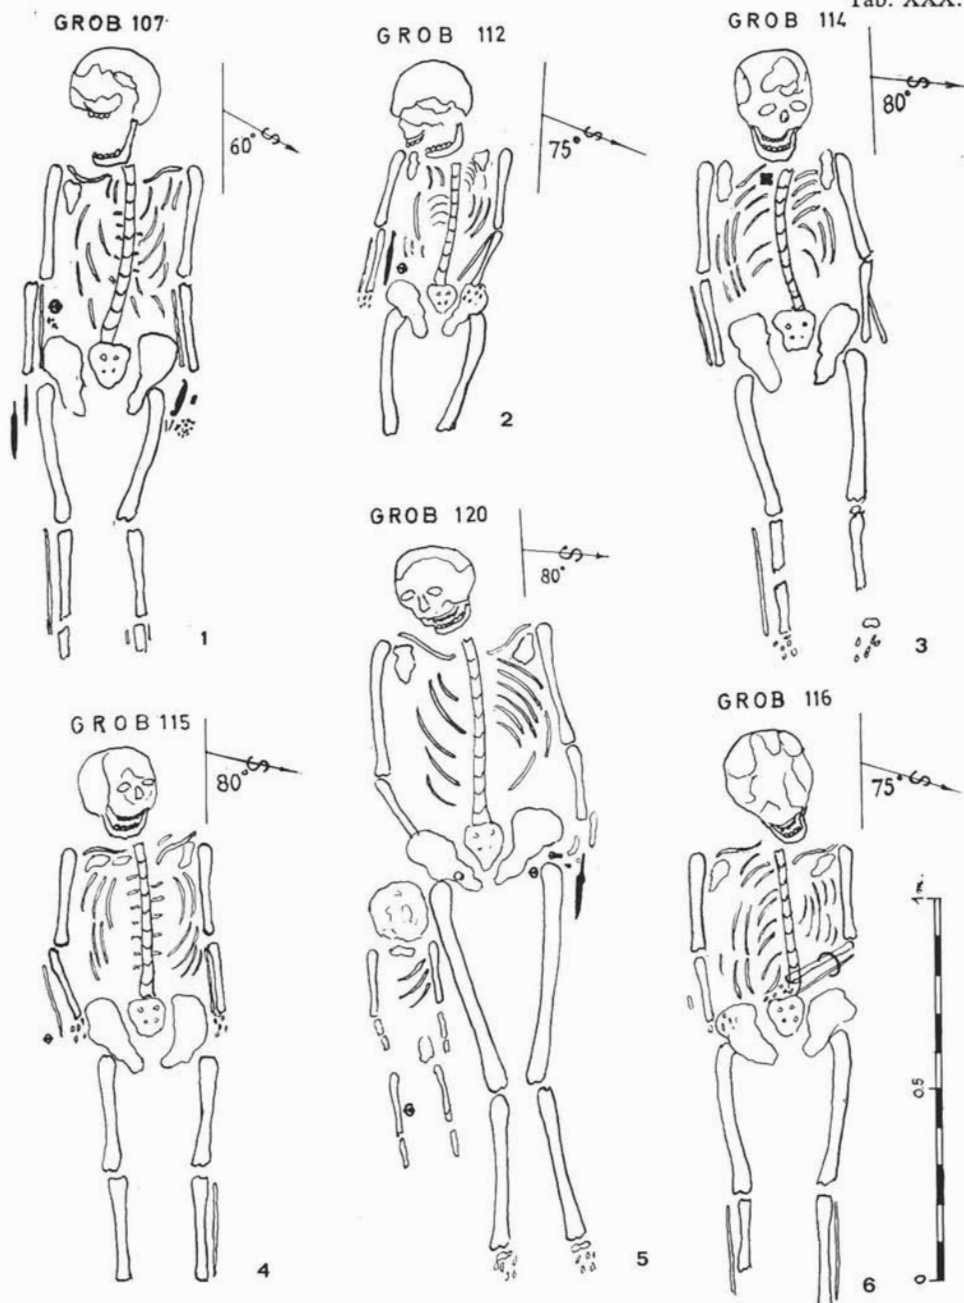 Tab. XXX.
GROB 107
60° S
1
GROB 112
75° S
2
GROB 114
80° S
3
GROB 120
80° S
5
GROB 115
80° S
4
GROB 116
75° S
6
1 m.
0.5
0